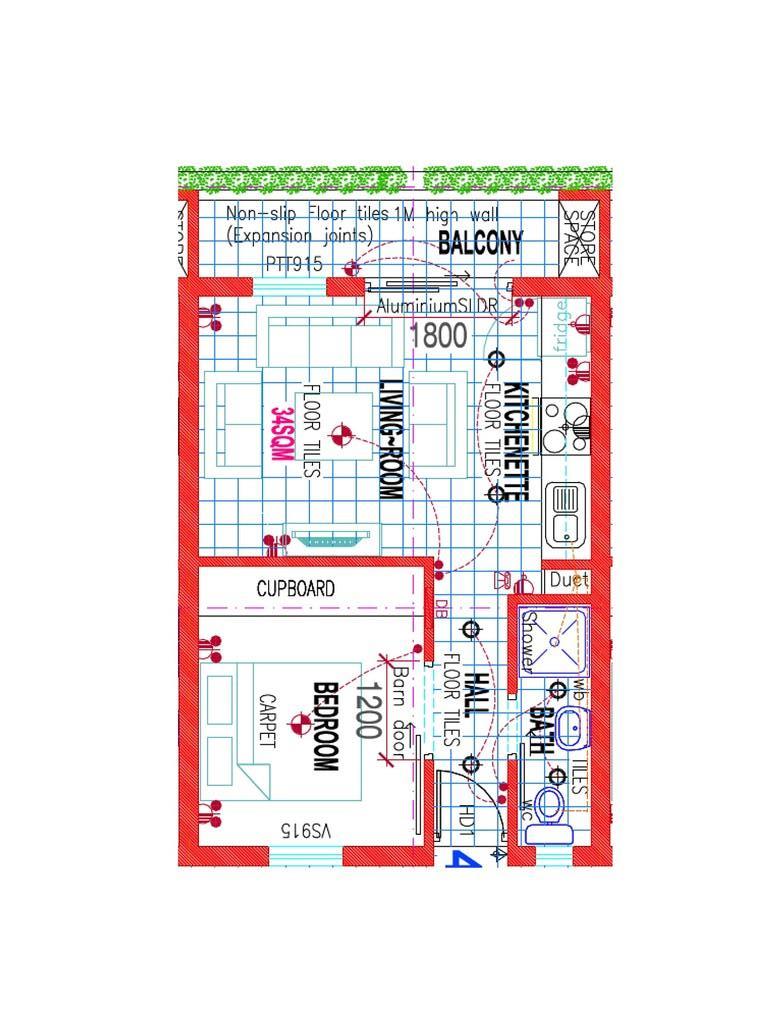 Non-slip Floor tiles 1M high wall
(Expansion joints)
BALCONY
STORE
STORE
SPACE
PTT915
AluminiumSLDR
1800
fridge
LIVING~ROOM
FLOOR TILES
34SQM
KITCHENETTE
FLOOR TILES
Duct
CUPBOARD
DB
Shower
wb
BATH
TILES
wc
HALL
FLOOR TILES
Barn door
1200
BEDROOM
CARPET
HD1
VS915
4